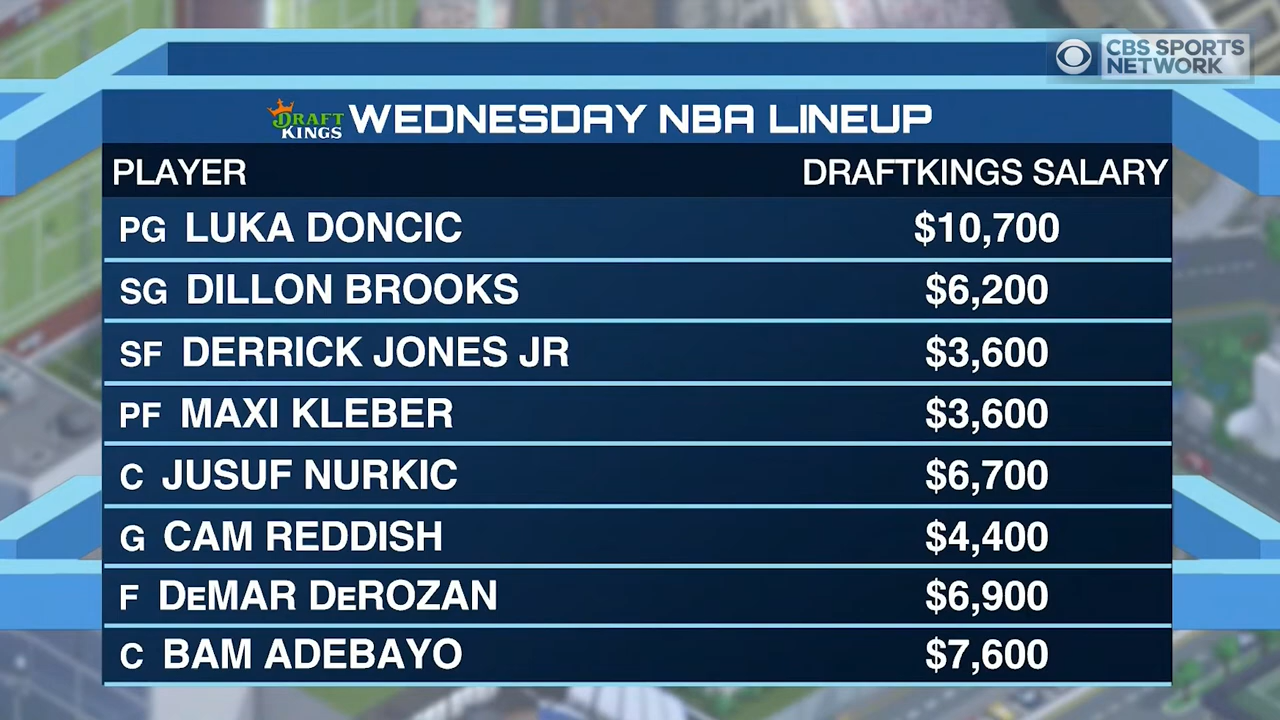 CBS SPORTS
NETWORK
DRAFT
KINGS WEDNESDAY NBA LINEUP
PLAYER DRAFTKINGS SALARY
PG LUKA DONCIC $10,700
SG DILLON BROOKS $6,200
SF DERRICK JONES JR $3,600
PF MAXI KLEBER $3,600
C JUSUF NURKIC $6,700
G CAM REDDISH $4,400
F DeMAR DeROZAN $6,900
C BAM ADEBAYO $7,600